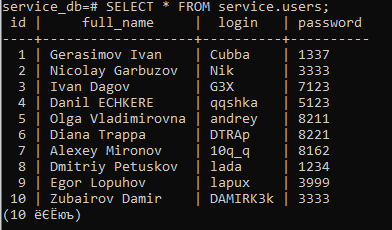 service_db=# SELECT * FROM service.users;
 id |     full_name      |  login   | password
----+--------------------+----------+----------
  1 | Gerasimov Ivan     | Cubba    | 1337
  2 | Nicolay Garbuzov   | Nik      | 3333
  3 | Ivan Dagov         | G3X      | 7123
  4 | Danil ECHKERE      | qqshka   | 5123
  5 | Olga Vladimirovna  | andrey   | 8211
  6 | Diana Trappa       | DTRAp    | 8221
  7 | Alexey Mironov     | 10q_q    | 8162
  8 | Dmitriy Petuskov   | lada     | 1234
  9 | Egor Lopuhov       | lapux    | 3999
 10 | Zubairov Damir     | DAMIRK3k | 3333
(10 ёЄЁюъ)